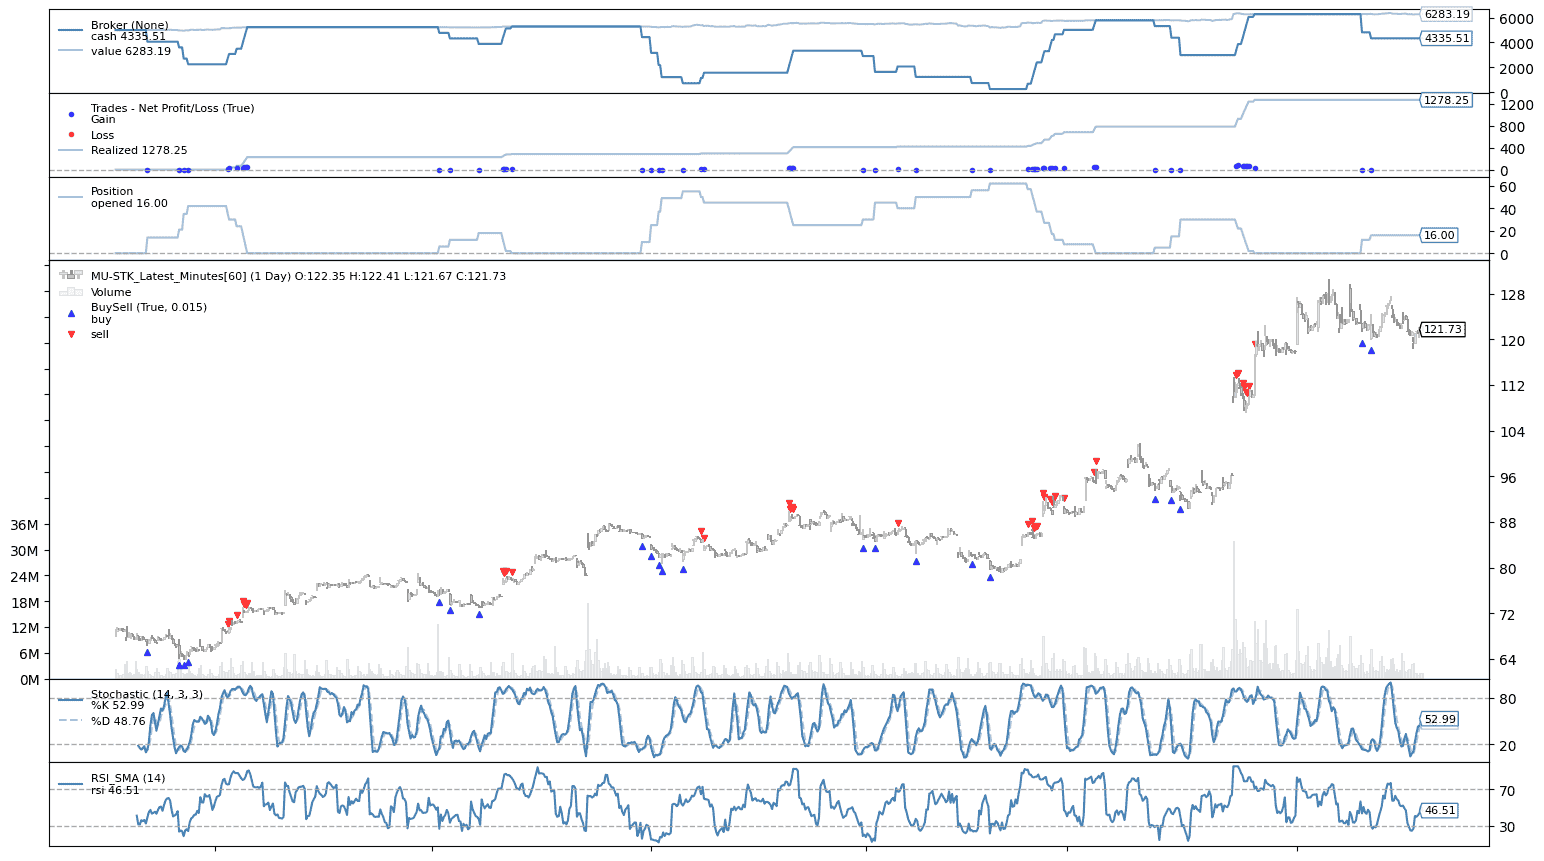 Broker (None)
cash 4335.51
value 6283.19
6283.19
4335.51
6000
4000
2000
0
Trades - Net Profit/Loss (True)
Gain
Loss
Realized 1278.25
1278.25
1200
800
400
0
Position
opened 16.00
16.00
60
40
20
0
MU-STK_Latest_Minutes[60] (1 Day) O:122.35 H:122.41 L:121.67 C:121.73
Volume
BuySell (True, 0.015)
buy
sell
121.73
128
120
112
104
96
88
80
72
64
36M
30M
24M
18M
12M
6M
0M
Stochastic (14, 3, 3)
%K 52.99
%D 48.76
52.99
80
20
RSI_SMA (14)
rsi 46.51
46.51
70
30